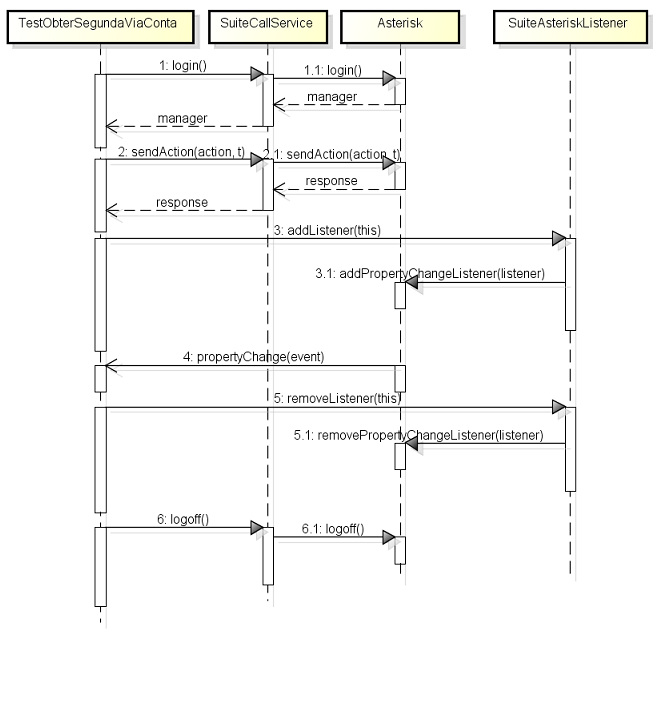 TestObterSegundaViaConta
SuiteCallService
Asterisk
SuiteAsteriskListener
1: login()
1.1: login()
manager
manager
2: sendAction(action, t)
2.1: sendAction(action, t)
response
response
3: addListener(this)
3.1: addPropertyChangeListener(listener)
4: propertyChange(event)
5: removeListener(this)
5.1: removePropertyChangeListener(listener)
6: logoff()
6.1: logoff()